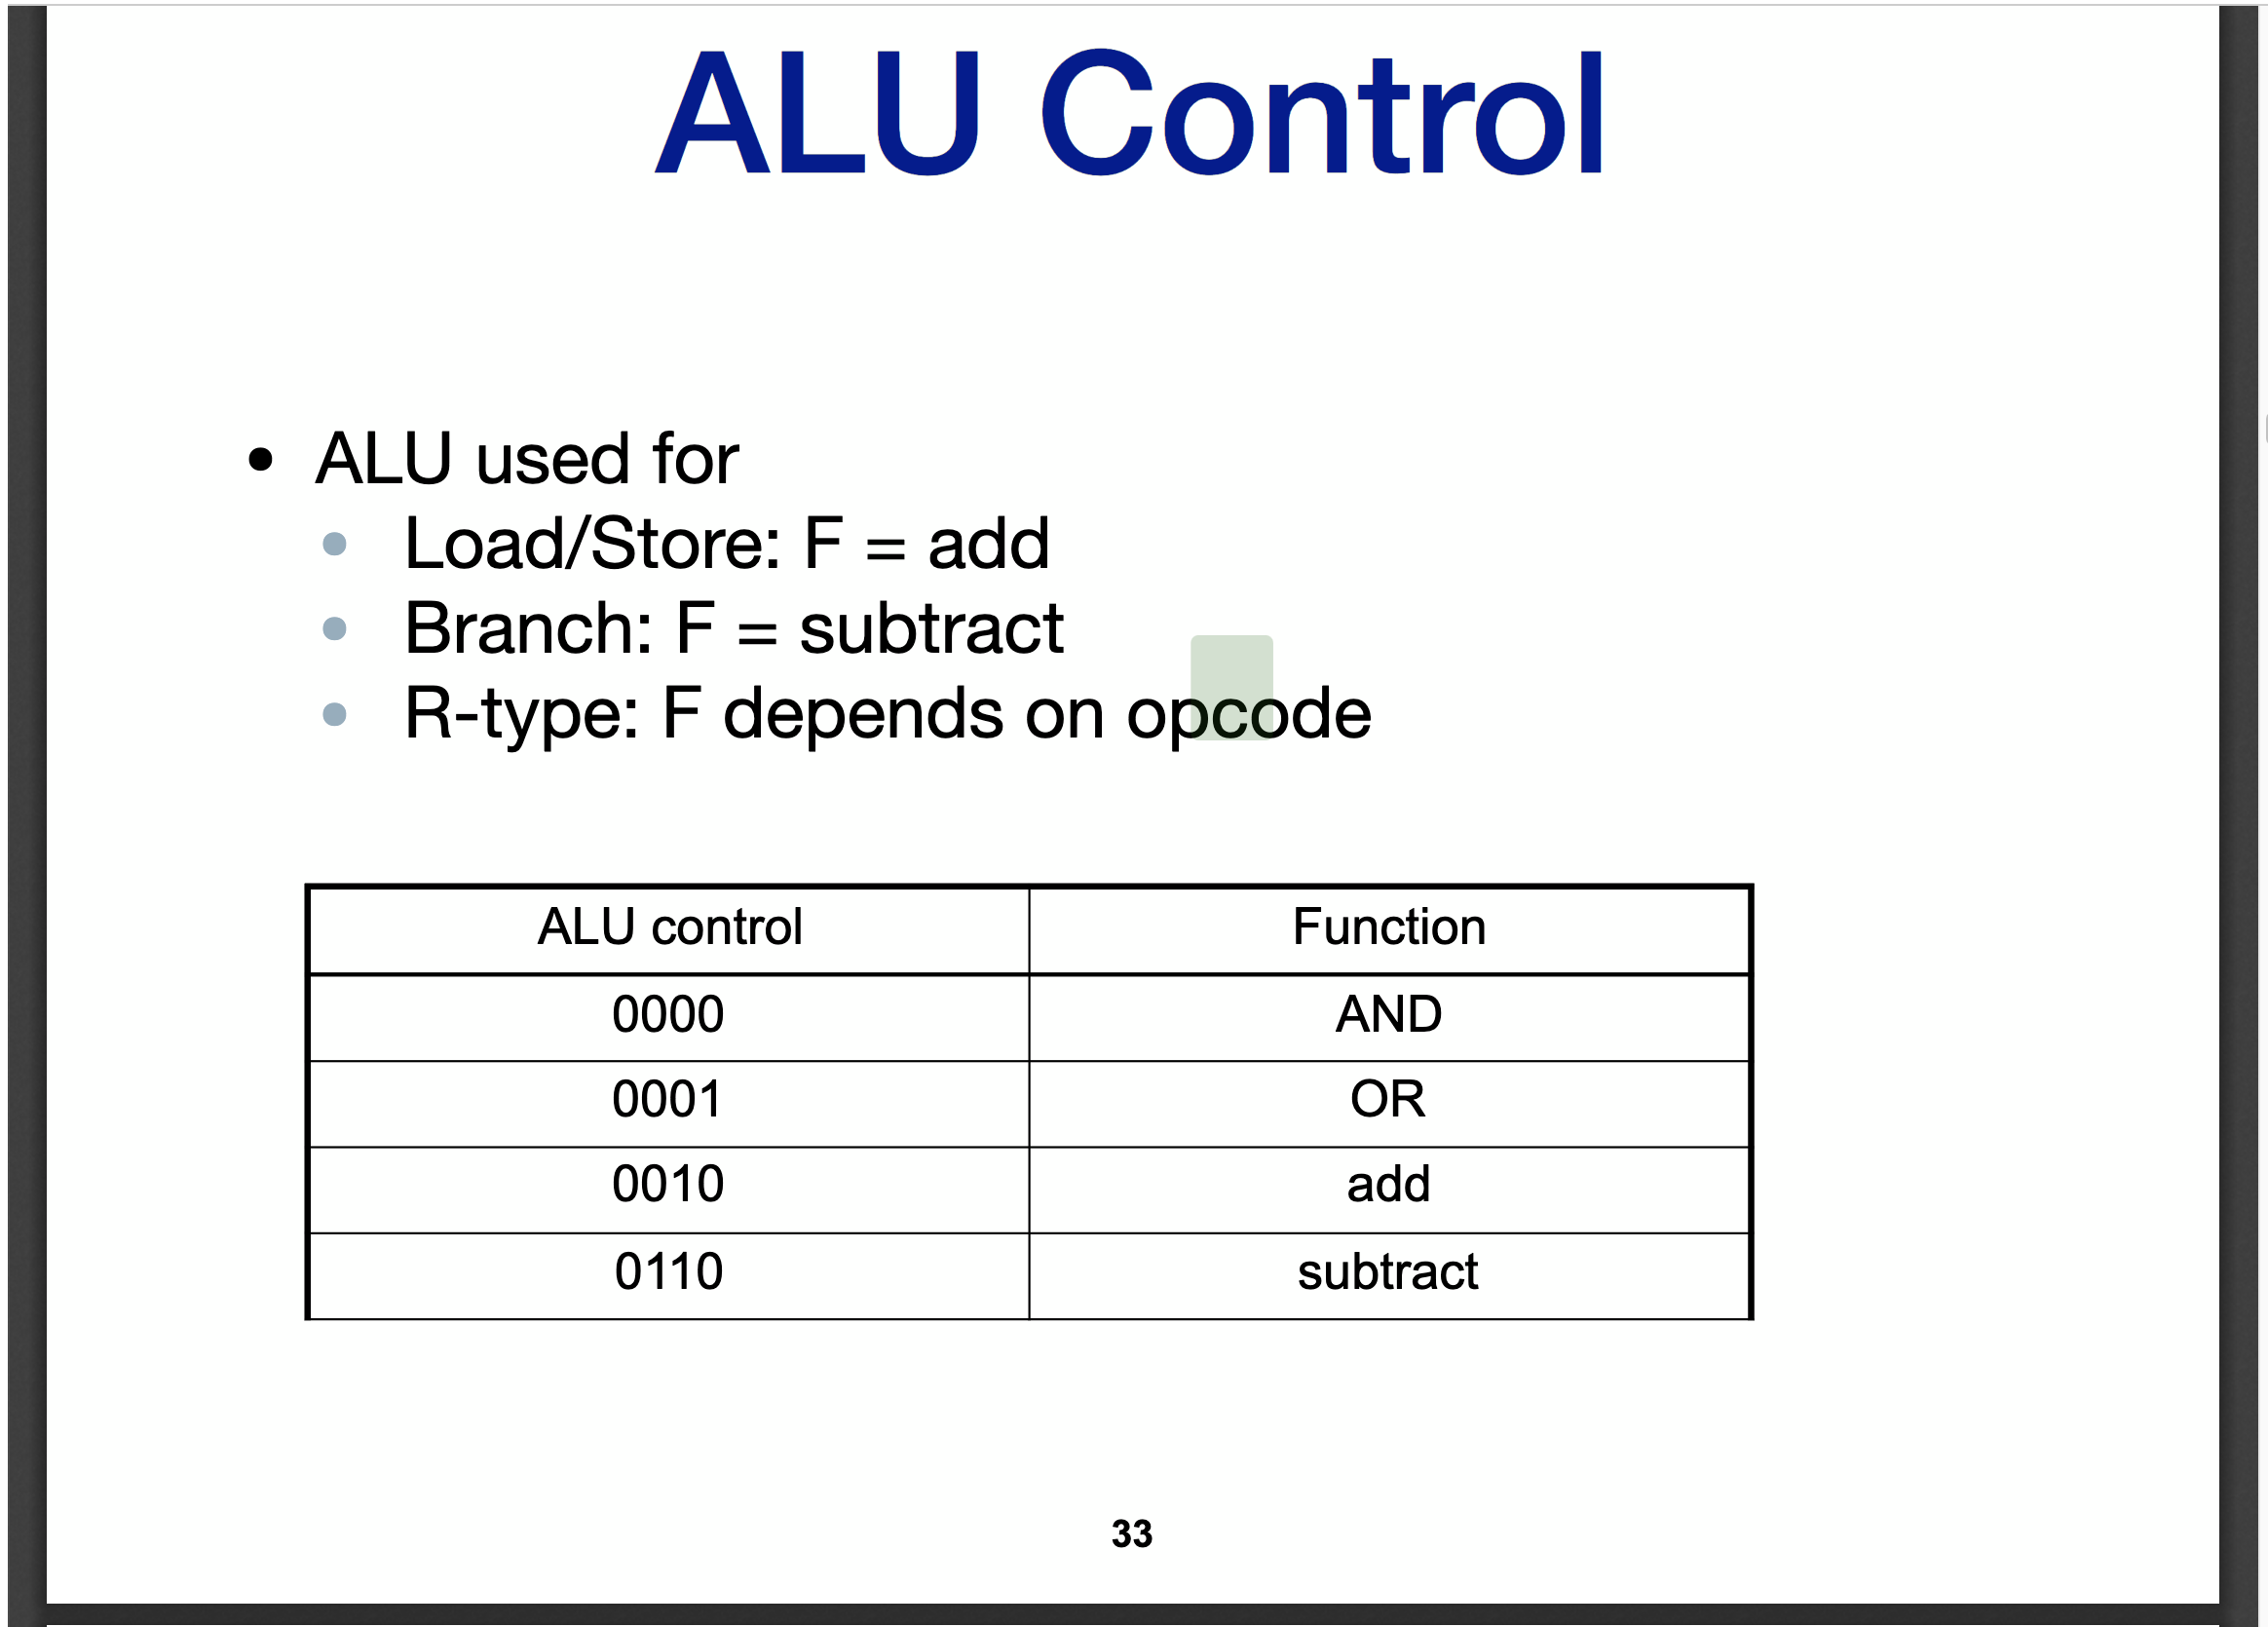 ALU Control
• ALU used for
• Load/Store: F = add
• Branch: F = subtract
• R-type: F depends on opcode
ALU control Function
0000 AND
0001 OR
0010 add
0110 subtract
33